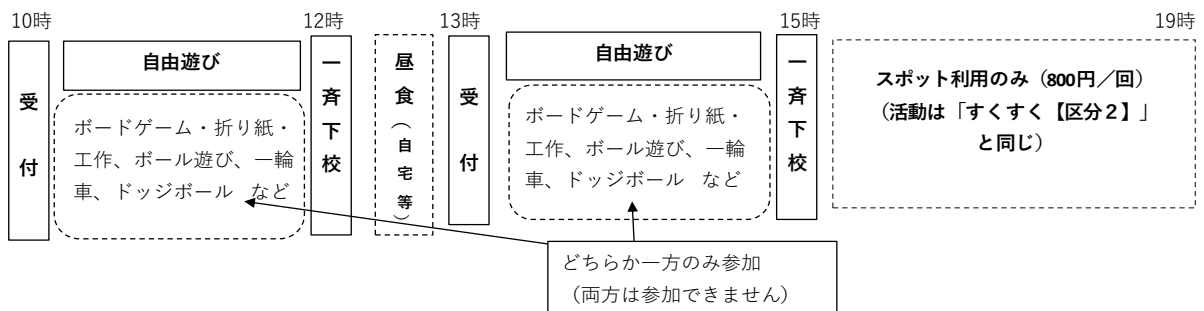 10時
12時
13時
15時
19時
受付
自由遊び
ボードゲーム・折り紙・
工作、ボール遊び、一輪
車、ドッジボール　など
一斉下校
昼食（自宅等）
受付
自由遊び
ボードゲーム・折り紙・
工作、ボール遊び、一輪
車、ドッジボール　など
一斉下校
スポット利用のみ（800円／回）
（活動は「すくすく【区分２】」
と同じ）
どちらか一方のみ参加
（両方は参加できません）